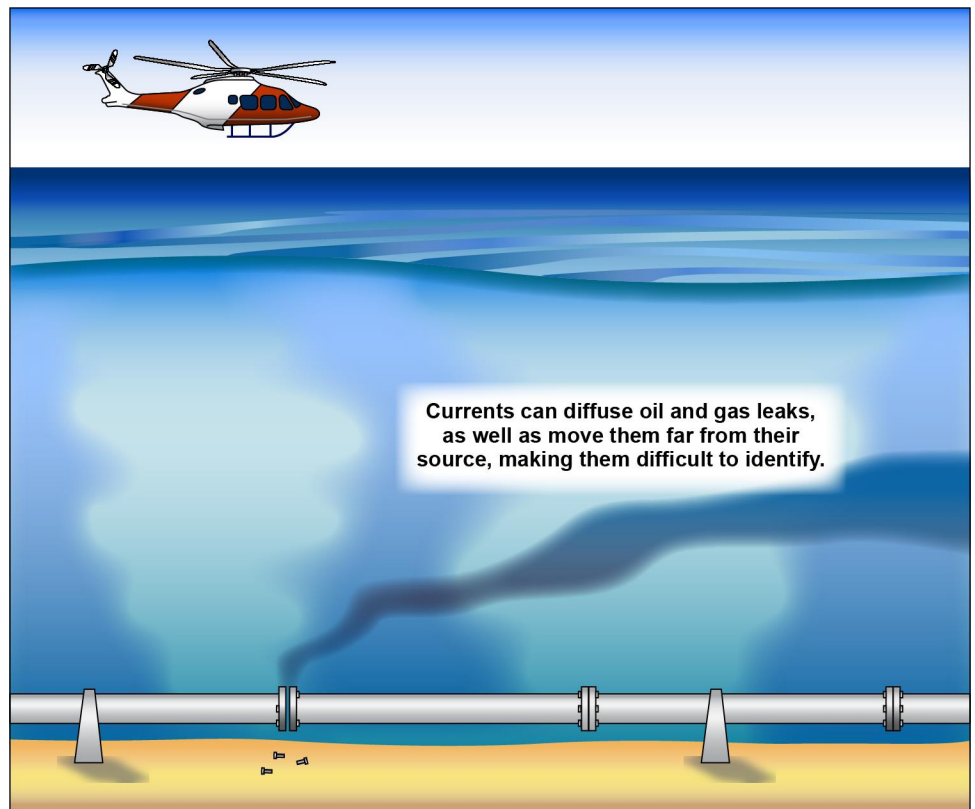 Currents can diffuse oil and gas leaks,
as well as move them far from their
source, making them difficult to identify.